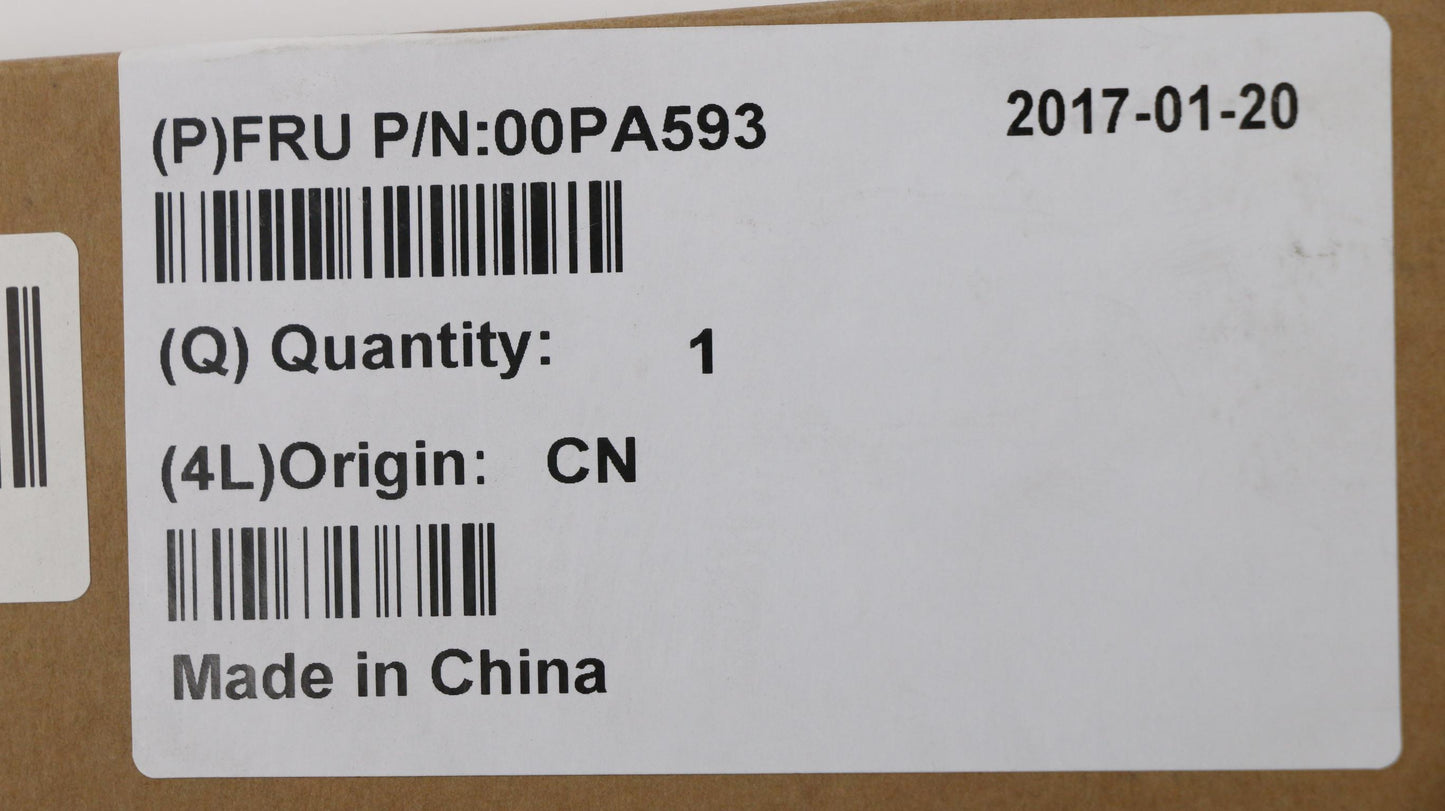 (P)FRU P/N:00PA593 2017-01-20
(Q) Quantity: 1
(4L)Origin: CN
Made in China